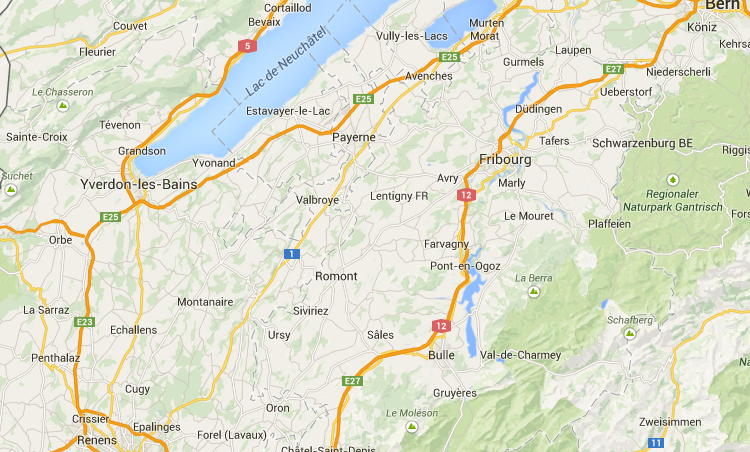 Cortaillod
Bern
Couvet
Bevaix
Murten
Morat
Köniz
Vully-les-Lacs
Fleurier
5
Laupen
Kehrsa
E25
Gurmels
E27
Niederscherli
Lac de Neuchâtel
Avenches
Le Chasseron
E25
Ueberstorf
Estavayer-le-Lac
Düdingen
Tévenon
Sainte-Croix
Payerne
Tafers
Schwarzenburg BE
Grandson
Riggis
Yvonand
Fribourg
Suchet
Avry
Yverdon-les-Bains
Marly
12
Regionaler
Naturpark Gantrisch
Valbroye
Lentigny FR
E25
Le Mouret
Fors
Plaffeien
Orbe
Farvagny
1
Pont-en-Ogoz
Romont
La Berra
Montanaire
La Sarraz
Siviriez
Schafberg
E23
Echallens
12
Ursy
Sâles
Penthalaz
Bulle
Val-de-Charmey
Na
E27
Cugy
Gruyères
Oron
Le Moléson
Crissier
Epalinges
Zweisimmen
Renens
Forel (Lavaux)
11
Châtel-Saint-Denis